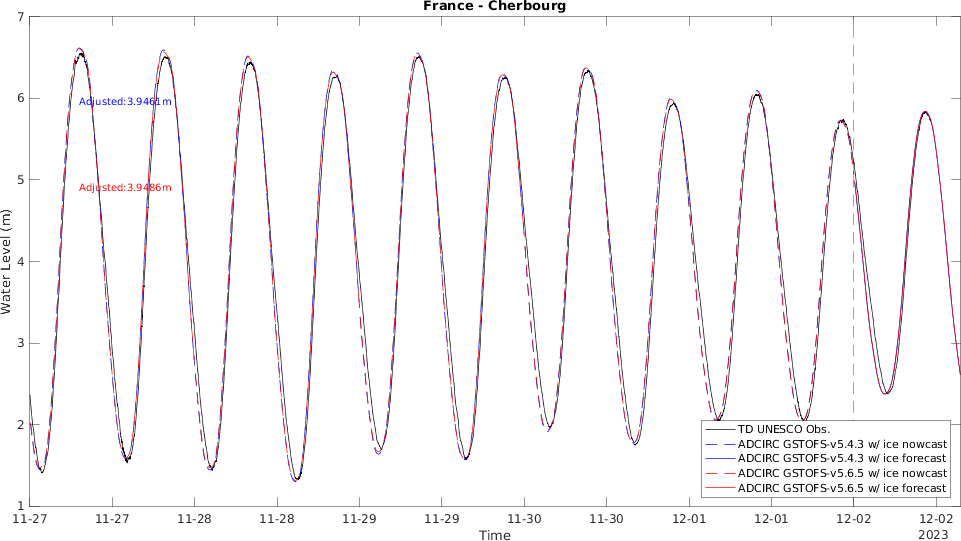 France - Cherbourg
7
6
5
4
3
2
1
Water Level (m)
Adjusted:3.9461m
Adjusted:3.9486m
TD UNESCO Obs.
ADCIRC GSTOFS-v5.4.3 w/ ice nowcast
ADCIRC GSTOFS-v5.4.3 w/ ice forecast
ADCIRC GSTOFS-v5.6.5 w/ ice nowcast
ADCIRC GSTOFS-v5.6.5 w/ ice forecast
11-27 11-27 11-28 11-28 11-29 11-29 11-30 11-30 12-01 12-01 12-02 12-02
Time
2023